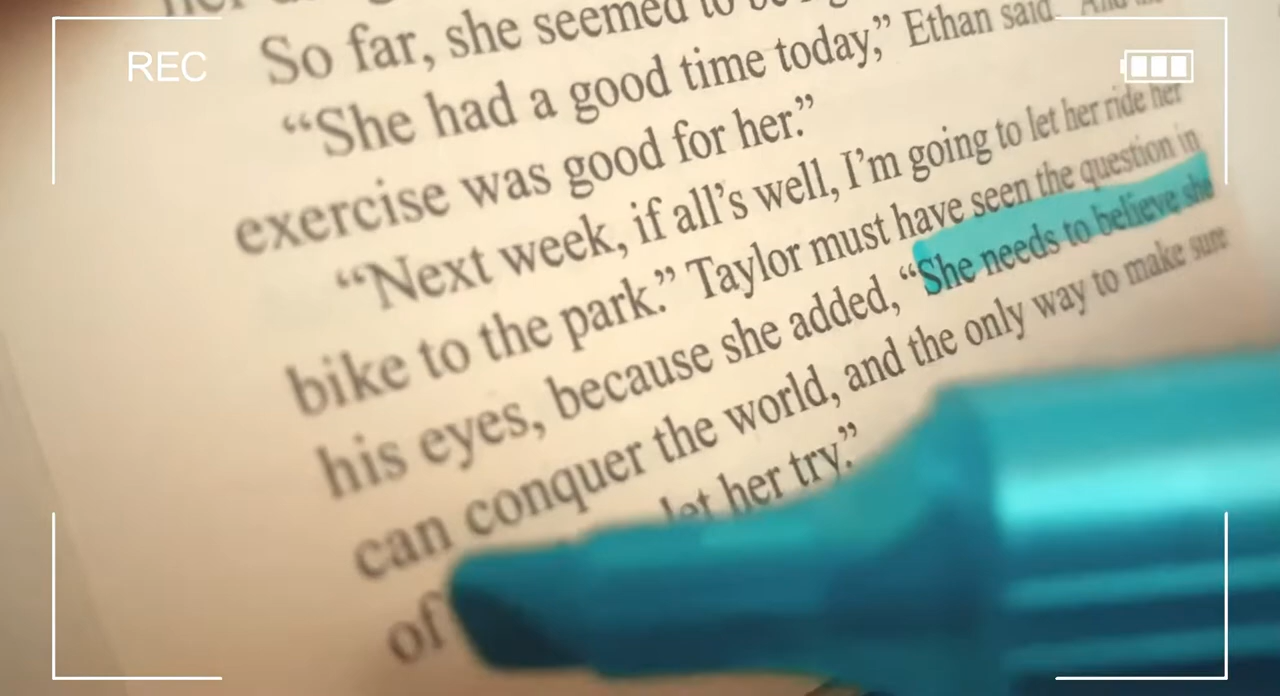 REC
So far, she seemed to be
“She had a good time today,” Ethan said
exercise was good for her.”
“Next week, if all’s well, I’m going to let her ride her
bike to the park.” Taylor must have seen the question in
his eyes, because she added, “She needs to believe she
can conquer the world, and the only way to make sure
of let her try.”